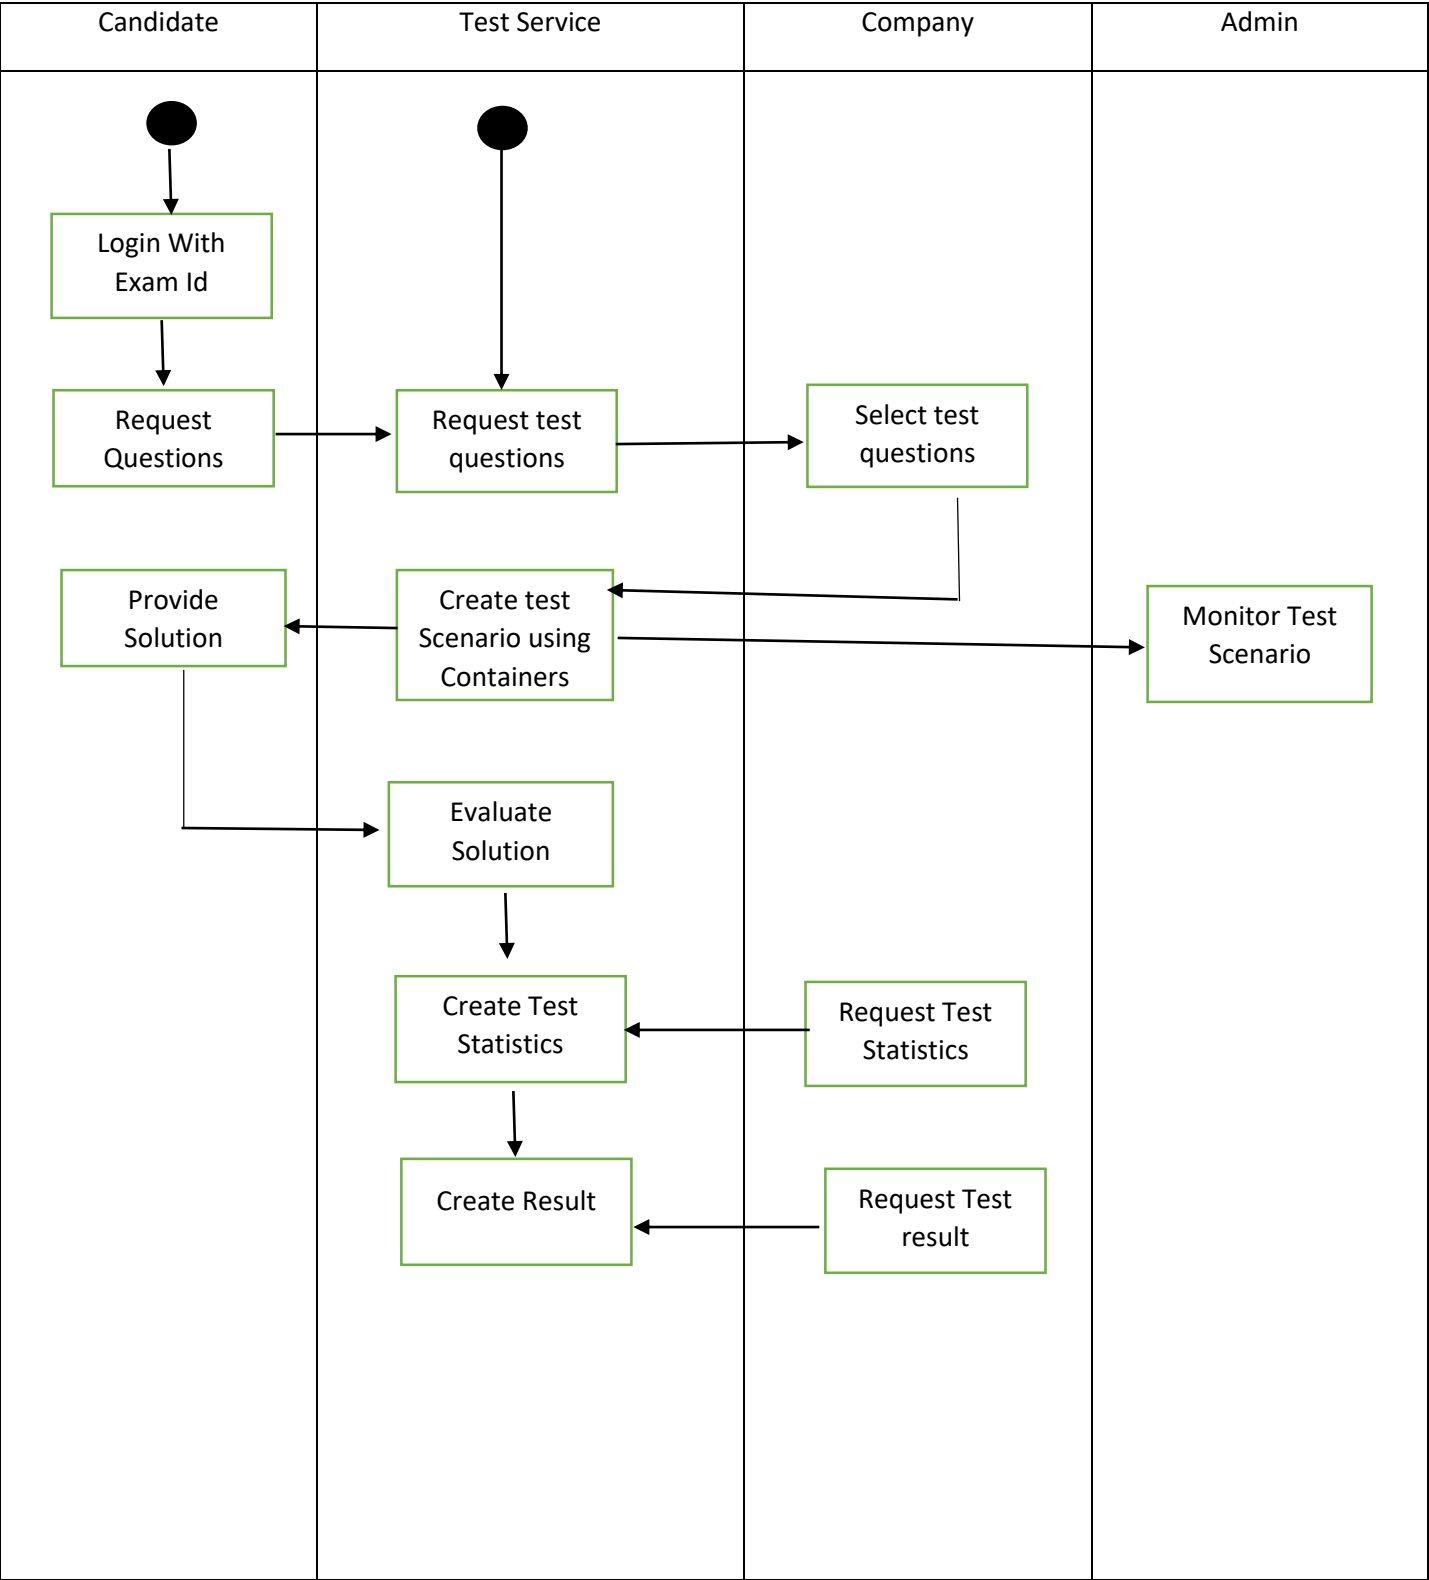 Candidate
Test Service
Company
Admin
Login With
Exam Id
Request
Questions
Request test
questions
Select test
questions
Provide
Solution
Create test
Scenario using
Containers
Monitor Test
Scenario
Evaluate
Solution
Create Test
Statistics
Request Test
Statistics
Create Result
Request Test
result